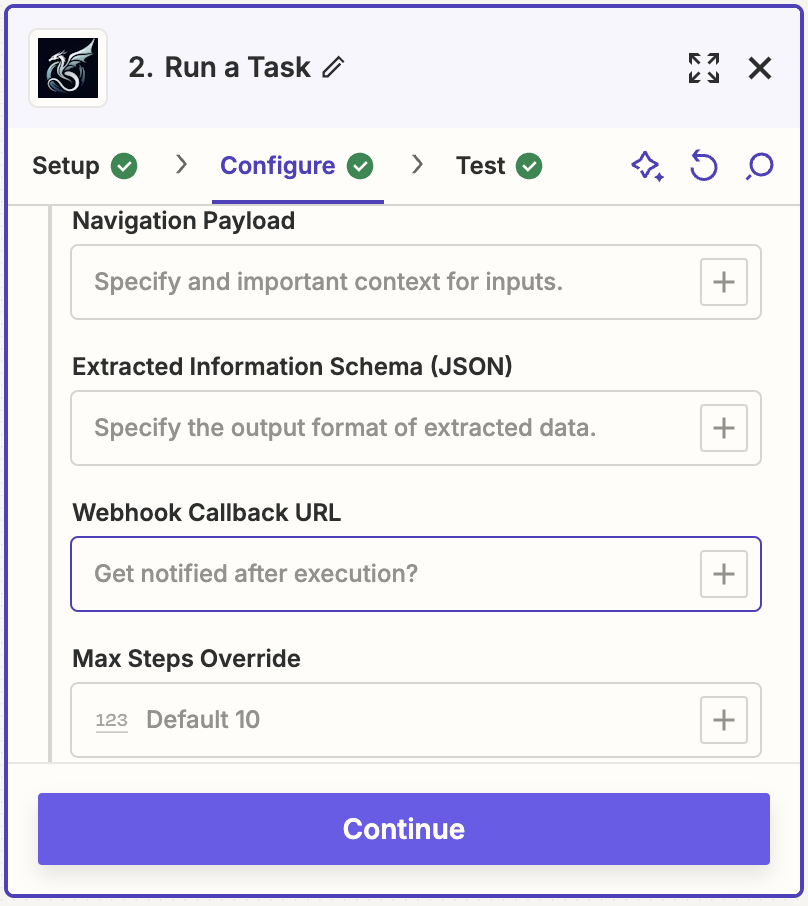 2. Run a Task
Setup
Configure
Test
Navigation Payload
Specify and important context for inputs.
Extracted Information Schema (JSON)
Specify the output format of extracted data.
Webhook Callback URL
Get notified after execution?
Max Steps Override
123 Default 10
Continue